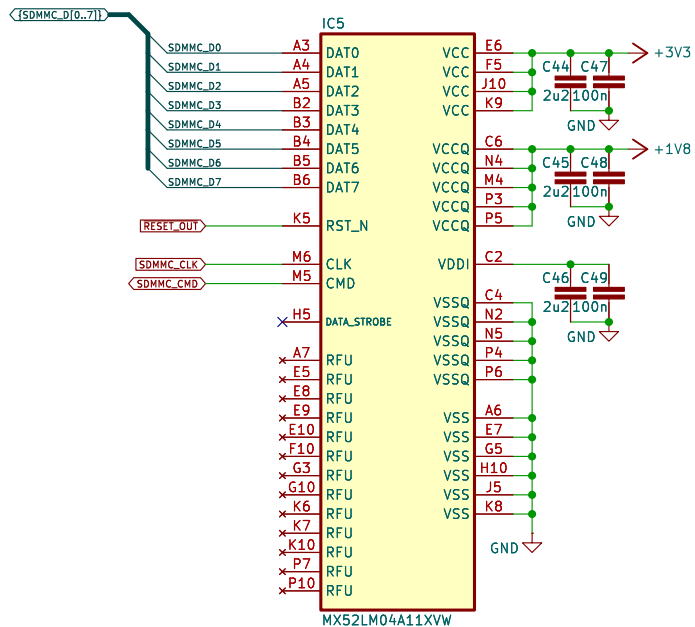 {SDMMC_D[0..7]}
IC5
SDMMC_D0 A3 DAT0 VCC E6 +3V3
SDMMC_D1 A4 DAT1 VCC F5 C44 C47
SDMMC_D2 A5 DAT2 VCC J10 2u2 100n
SDMMC_D3 B2 DAT3 VCC K9
SDMMC_D4 B3 DAT4 GND
SDMMC_D5 B4 DAT5 VCCQ C6 +1V8
SDMMC_D6 B5 DAT6 VCCQ N4 C45 C48
SDMMC_D7 B6 DAT7 VCCQ M4 2u2 100n
VCCQ P3
RESET_OUT K5 RST_N VCCQ P5 GND
SDMMC_CLK M6 CLK VDDI C2
SDMMC_CMD M5 CMD C46 C49
VSSQ C4 2u2 100n
H5 DATA_STROBE VSSQ N2
VSSQ N5 GND
A7 RFU VSSQ P4
E5 RFU VSSQ P6
E8 RFU
E9 RFU VSS A6
E10 RFU VSS E7
F10 RFU VSS G5
G3 RFU VSS H10
G10 RFU VSS J5
K6 RFU VSS K8
K7 RFU
K10 RFU GND
P7 RFU
P10 RFU
MX52LM04A11XVW